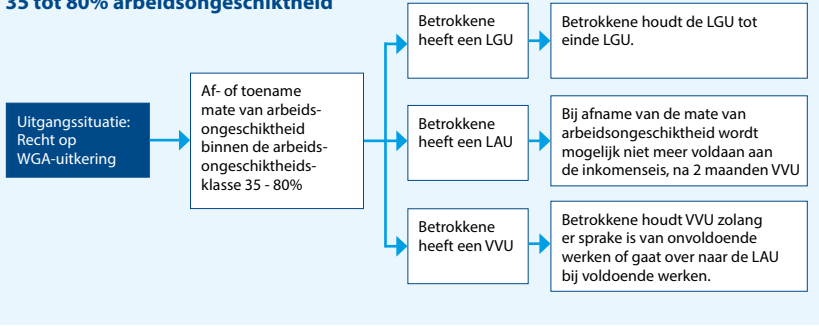 35 tot 80% arbeidsongeschiktheid
Uitgangssituatie:
Recht op
WGA-uitkering
Af- of toename
mate van arbeids-
ongeschiktheid
binnen de arbeids-
ongeschiktheids-
klasse 35 - 80%
Betrokkene
heeft een LGU
Betrokkene houdt de LGU tot
einde LGU.
Betrokkene
heeft een LAU
Bij afname van de mate van
arbeidsongeschiktheid wordt
mogelijk niet meer voldaan aan
de inkomenseis, na 2 maanden VVU
Betrokkene
heeft een VVU
Betrokkene houdt VVU zolang
er sprake is van onvoldoende
werken of gaat over naar de LAU
bij voldoende werken.